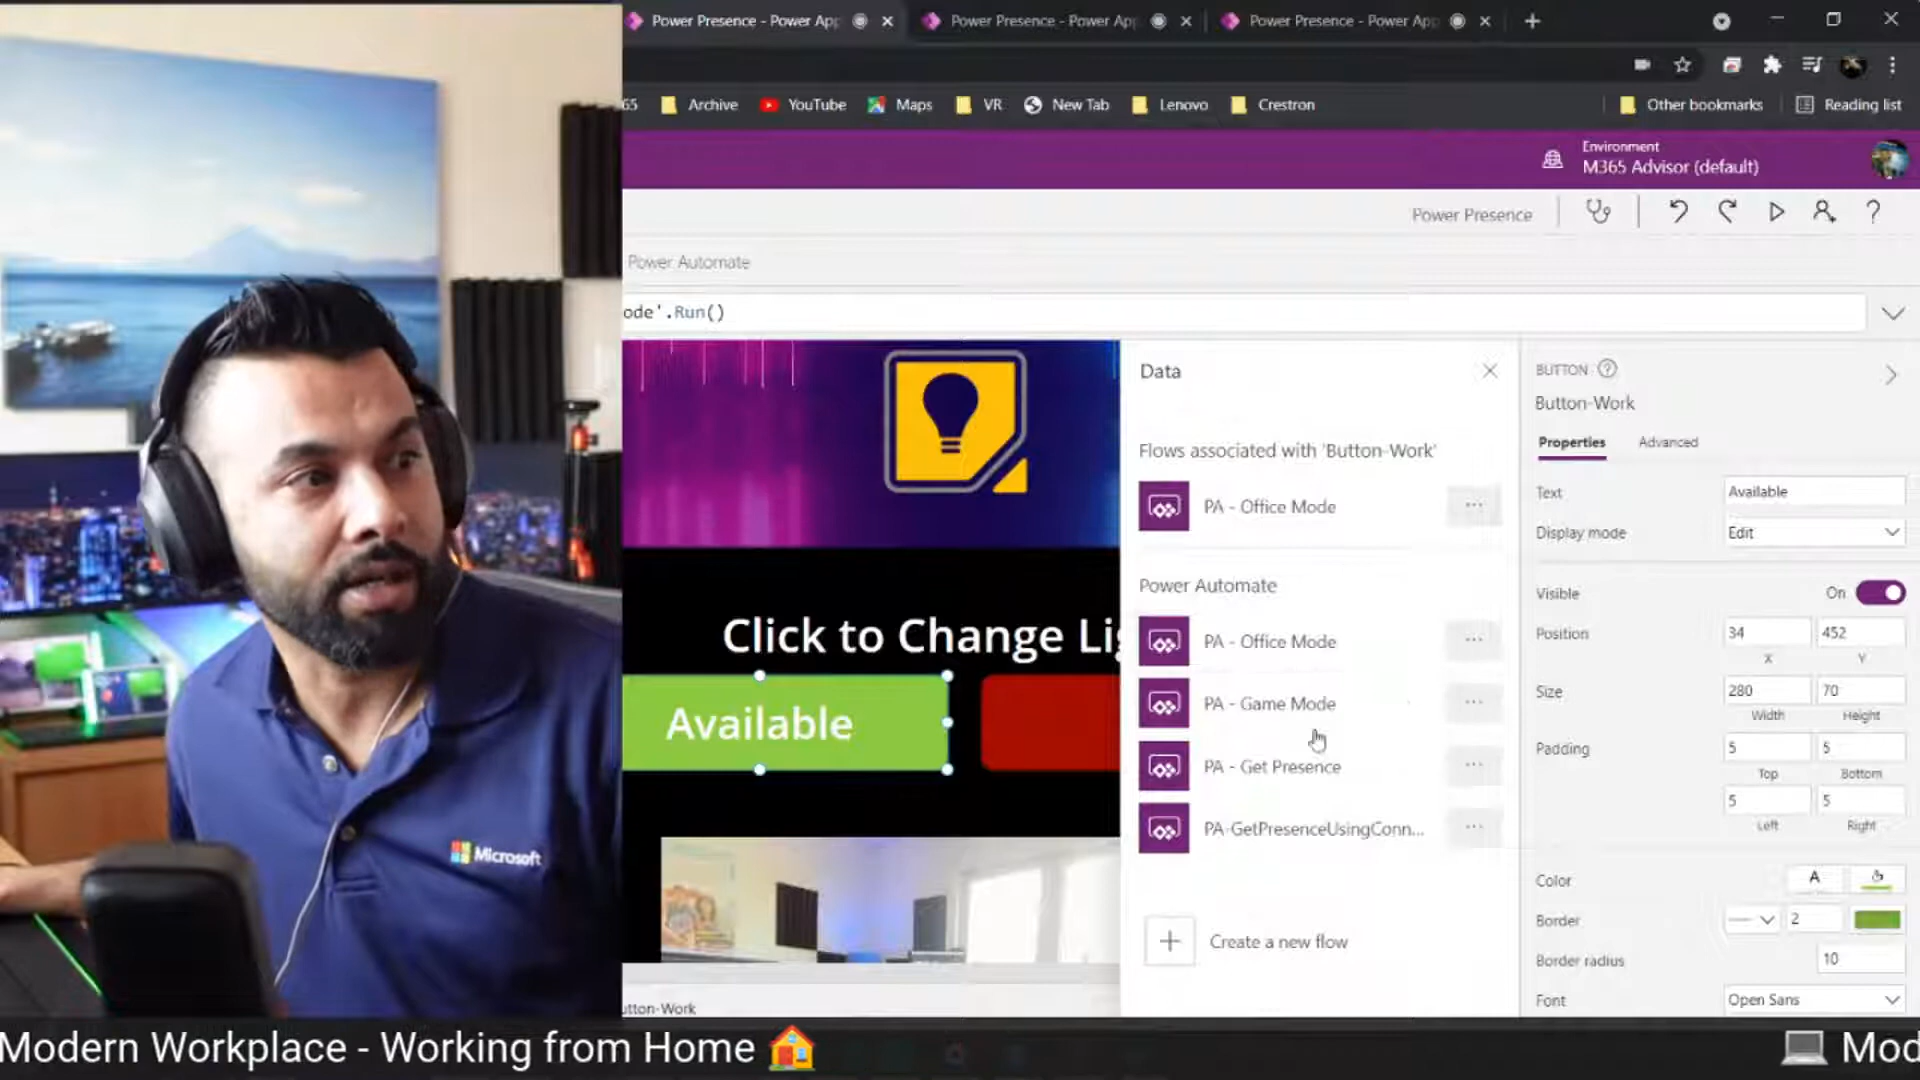 Power Presence - Power App
Power Presence - Power App
Power Presence - Power App
65
Archive
YouTube
Maps
VR
New Tab
Lenovo
Crestron
Other bookmarks
Reading list
Environment
M365 Advisor (default)
Power Presence
Power Automate
ode'.Run()
Data
Flows associated with 'Button-Work'
PA - Office Mode
Power Automate
PA - Office Mode
PA - Game Mode
PA - Get Presence
PA-GetPresenceUsingConn...
Create a new flow
BUTTON
Button-Work
Properties
Advanced
Text
Available
Display mode
Edit
Visible
On
Position
34
452
X
Y
Size
280
70
Width
Height
Padding
5
5
Top
Bottom
5
5
Left
Right
Color
A
Border
2
Border radius
10
Font
Open Sans
Click to Change Lig
Available
utton-Work
Microsoft
Modern Workplace - Working from Home 🏠
💻 Mod